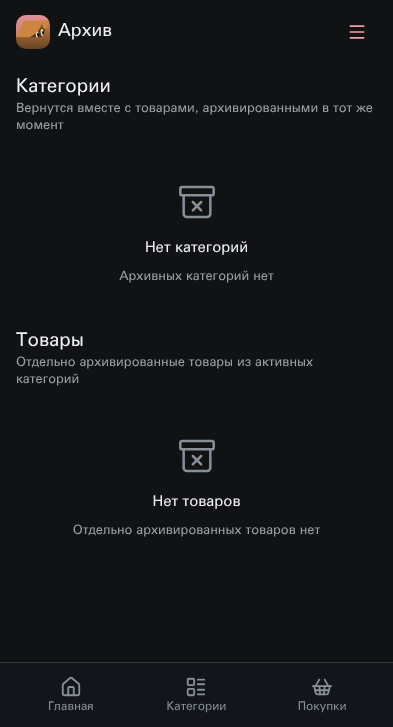 Архив
Категории
Вернутся вместе с товарами, архивированными в тот же
момент
Нет категорий
Архивных категорий нет
Товары
Отдельно архивированные товары из активных
категорий
Нет товаров
Отдельно архивированных товаров нет
Главная
Категории
Покупки